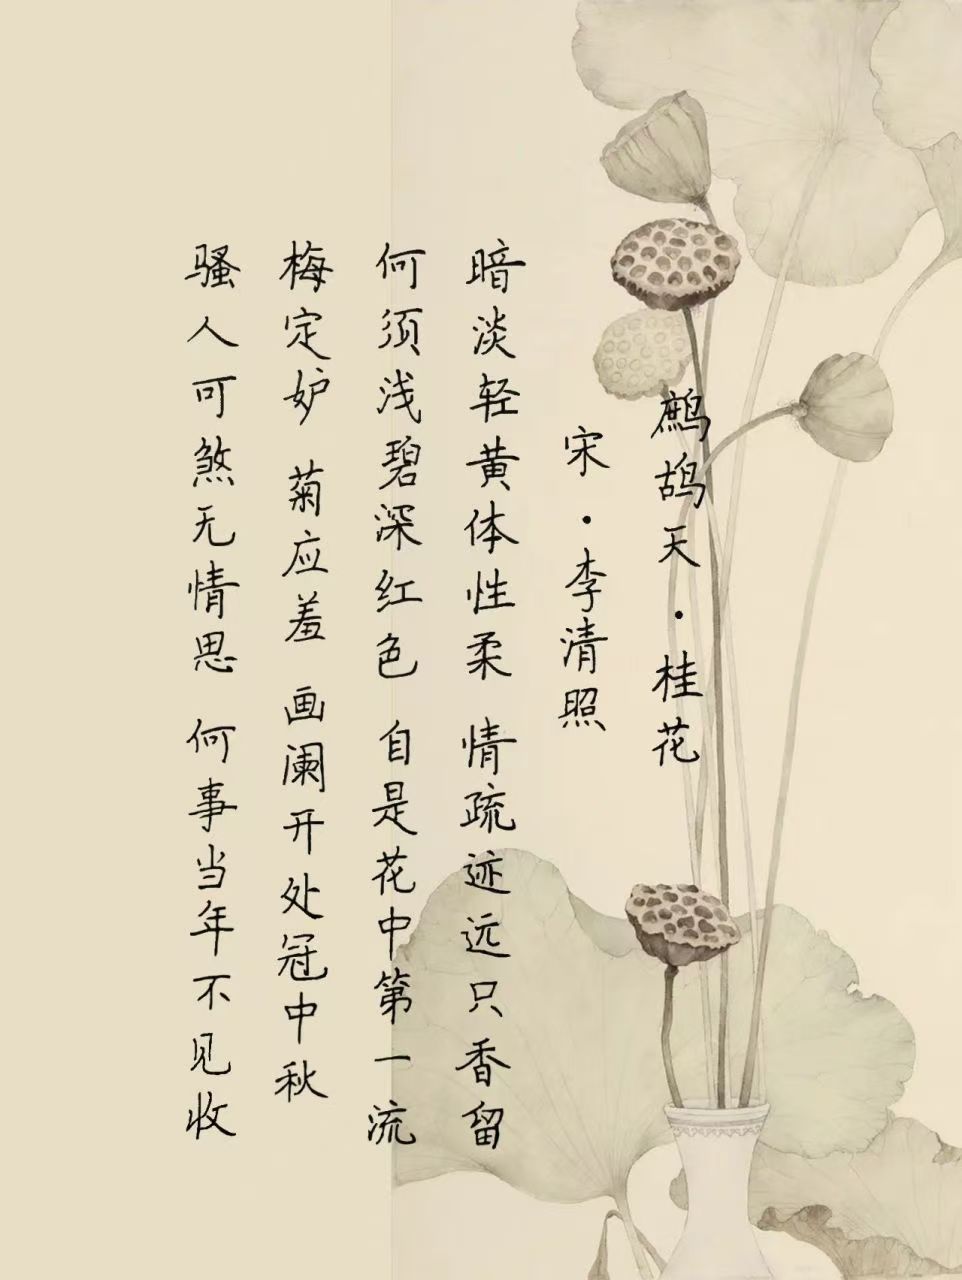 鹧鸪天·桂花
宋·李清照
暗淡轻黄体性柔 情疏迹远只香留
何须浅碧深红色 自是花中第一流
梅定妒 菊应羞 画阑开处冠中秋
骚人可煞无情思 何事当年不见收